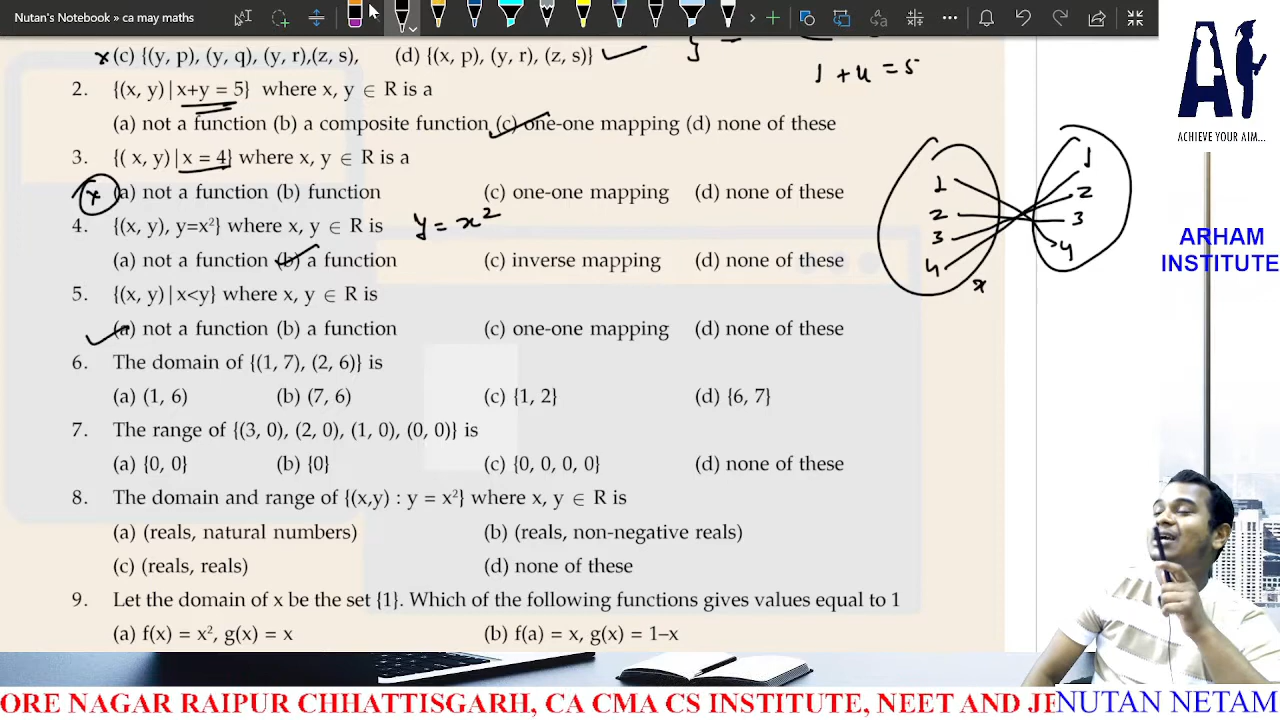 Nutan's Notebook » ca may maths
(c) {(y, p), (y, q), (y, r),(z, s), (d) {(x, p), (y, r), (z, s)}
1 + 4 = 5
2. {(x, y)|x+y = 5} where x, y ∈ R is a
(a) not a function (b) a composite function (c) one-one mapping (d) none of these
3. {( x, y)|x = 4} where x, y ∈ R is a
(a) not a function (b) function (c) one-one mapping (d) none of these
4. {(x, y), y=x²} where x, y ∈ R is y = x²
(a) not a function (b) a function (c) inverse mapping (d) none of these
5. {(x, y)|x<y} where x, y ∈ R is
(a) not a function (b) a function (c) one-one mapping (d) none of these
6. The domain of {(1, 7), (2, 6)} is
(a) (1, 6) (b) (7, 6) (c) {1, 2} (d) {6, 7}
7. The range of {(3, 0), (2, 0), (1, 0), (0, 0)} is
(a) {0, 0} (b) {0} (c) {0, 0, 0, 0} (d) none of these
8. The domain and range of {(x,y) : y = x²} where x, y ∈ R is
(a) (reals, natural numbers) (b) (reals, non-negative reals)
(c) (reals, reals) (d) none of these
9. Let the domain of x be the set {1}. Which of the following functions gives values equal to 1
(a) f(x) = x², g(x) = x (b) f(a) = x, g(x) = 1–x
1 1
2 2
3 3
4 4
x
ACHIEVE YOUR AIM...
ARHAM
INSTITUTE
ORE NAGAR RAIPUR CHHATTISGARH, CA CMA CS INSTITUTE, NEET AND JE
NUTAN NETAM